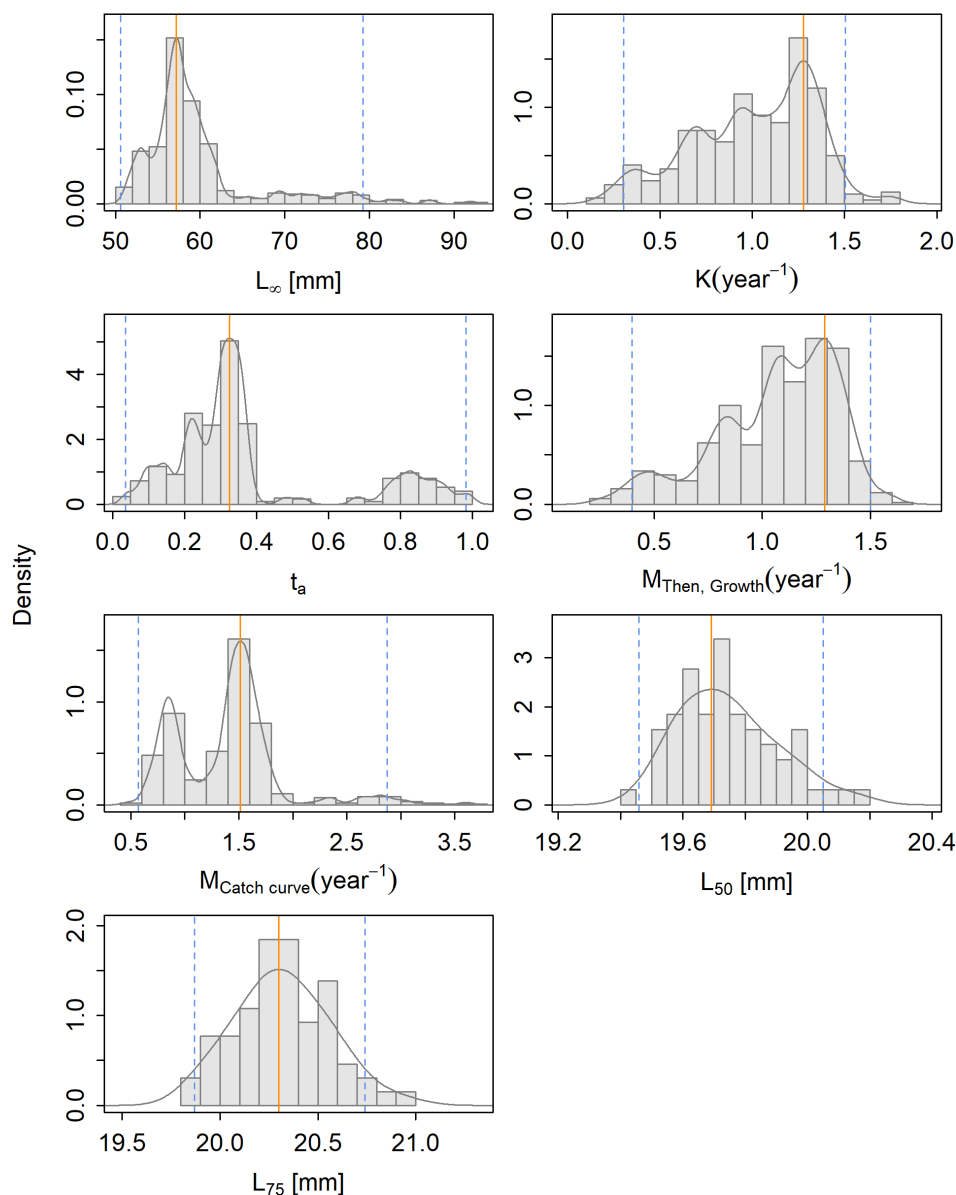 0.00 0.10
50 60 70 80 90
L∞ [mm]
0.0 1.0
0.0 0.5 1.0 1.5 2.0
K(year⁻¹)
0 2 4
0.0 0.2 0.4 0.6 0.8 1.0
tₐ
0.0 1.0
0.5 1.0 1.5
M Then, Growth(year⁻¹)
Density
0.0 1.0
0.5 1.5 2.5 3.5
M Catch curve(year⁻¹)
0 1 2 3
19.2 19.6 20.0 20.4
L₅₀ [mm]
0.0 1.0 2.0
19.5 20.0 20.5 21.0
L₇₅ [mm]